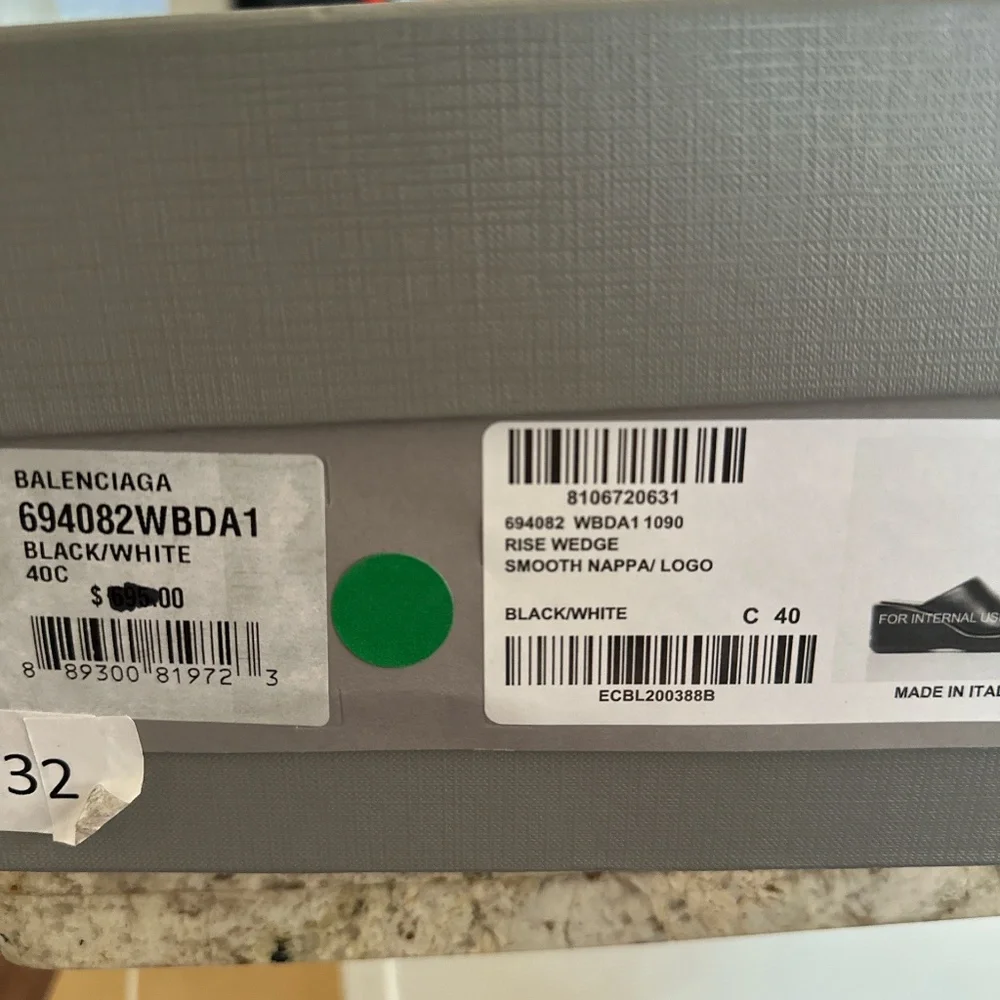 BALENCIAGA
694082WBDA1
BLACK/WHITE
40C
$ 695.00
8 89300 81972 3
32
8106720631
694082 WBDA1 1090
RISE WEDGE
SMOOTH NAPPA/ LOGO
BLACK/WHITE C 40
ECBL200388B
FOR INTERNAL US
MADE IN ITAL